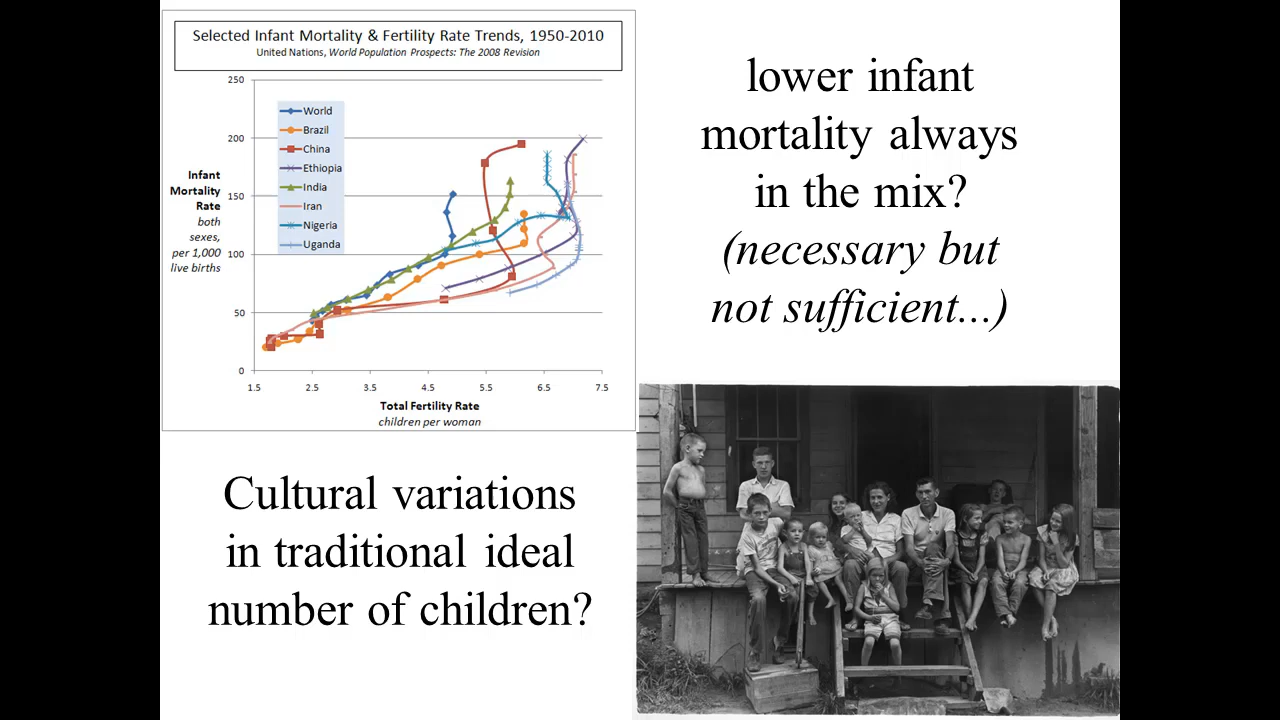 Selected Infant Mortality & Fertility Rate Trends, 1950-2010
United Nations, World Population Prospects: The 2008 Revision
250
200
150
100
50
0
Infant
Mortality
Rate
both
sexes,
per 1,000
live births
World
Brazil
China
Ethiopia
India
Iran
Nigeria
Uganda
1.5 2.5 3.5 4.5 5.5 6.5 7.5
Total Fertility Rate
children per woman
lower infant
mortality always
in the mix?
(necessary but
not sufficient...)
Cultural variations
in traditional ideal
number of children?